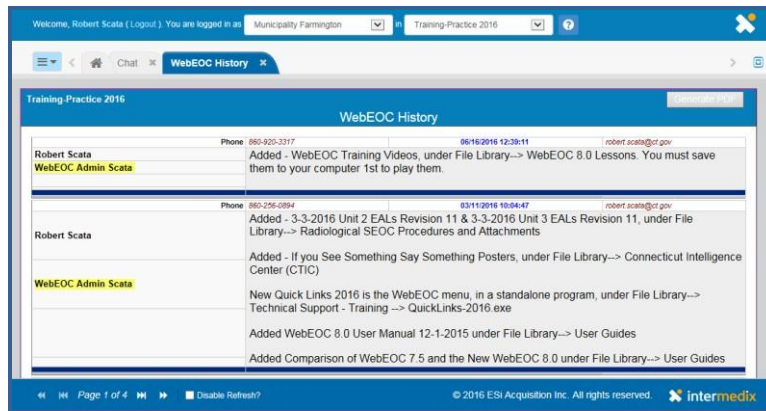 Welcome, Robert Scata ( Logout ). You are logged in as Municipality Farmington in Training-Practice 2016 ?
Chat × WebEOC History ×
Training-Practice 2016 Generate PDF
WebEOC History
Phone 860-920-3317 06/16/2016 12:39:11 robert.scata@ct.gov
Robert Scata
WebEOC Admin Scata
Added - WebEOC Training Videos, under File Library--> WebEOC 8.0 Lessons. You must save
them to your computer 1st to play them.
Phone 860-256-0894 03/11/2016 10:04:47 robert.scata@ct.gov
Robert Scata
WebEOC Admin Scata
Added - 3-3-2016 Unit 2 EALs Revision 11 & 3-3-2016 Unit 3 EALs Revision 11, under File
Library--> Radiological SEOC Procedures and Attachments
Added - If you See Something Say Something Posters, under File Library--> Connecticut Intelligence
Center (CTIC)
New Quick Links 2016 is the WebEOC menu, in a standalone program, under File Library-->
Technical Support - Training --> QuickLinks-2016.exe
Added WebEOC 8.0 User Manual 12-1-2015 under File Library--> User Guides
Added Comparison of WebEOC 7.5 and the New WebEOC 8.0 under File Library--> User Guides
Page 1 of 4 Disable Refresh? © 2016 ESi Acquisition Inc. All rights reserved. intermedix